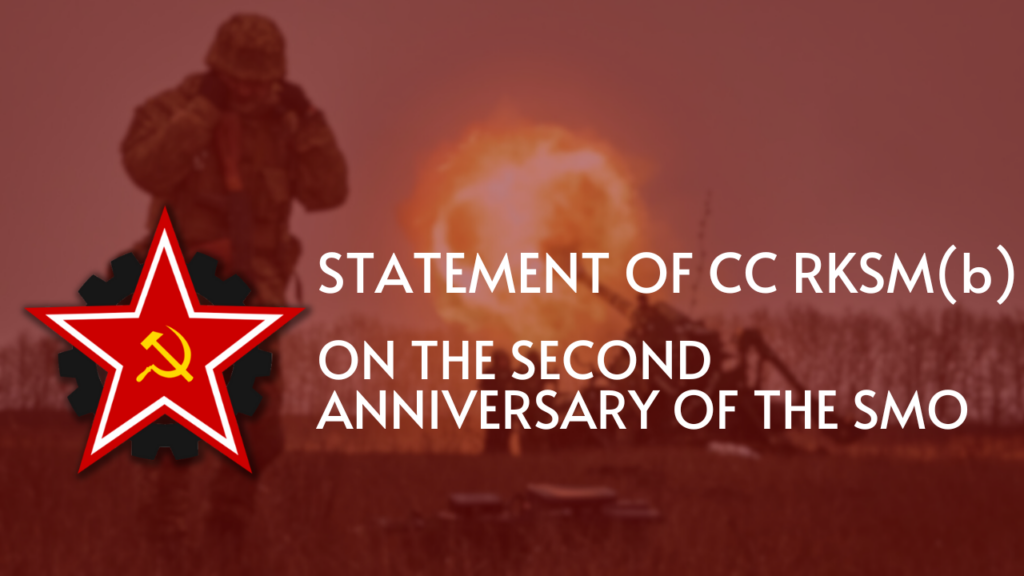 STATEMENT OF CC RKSM(b)
ON THE SECOND
ANNIVERSARY OF THE SMO